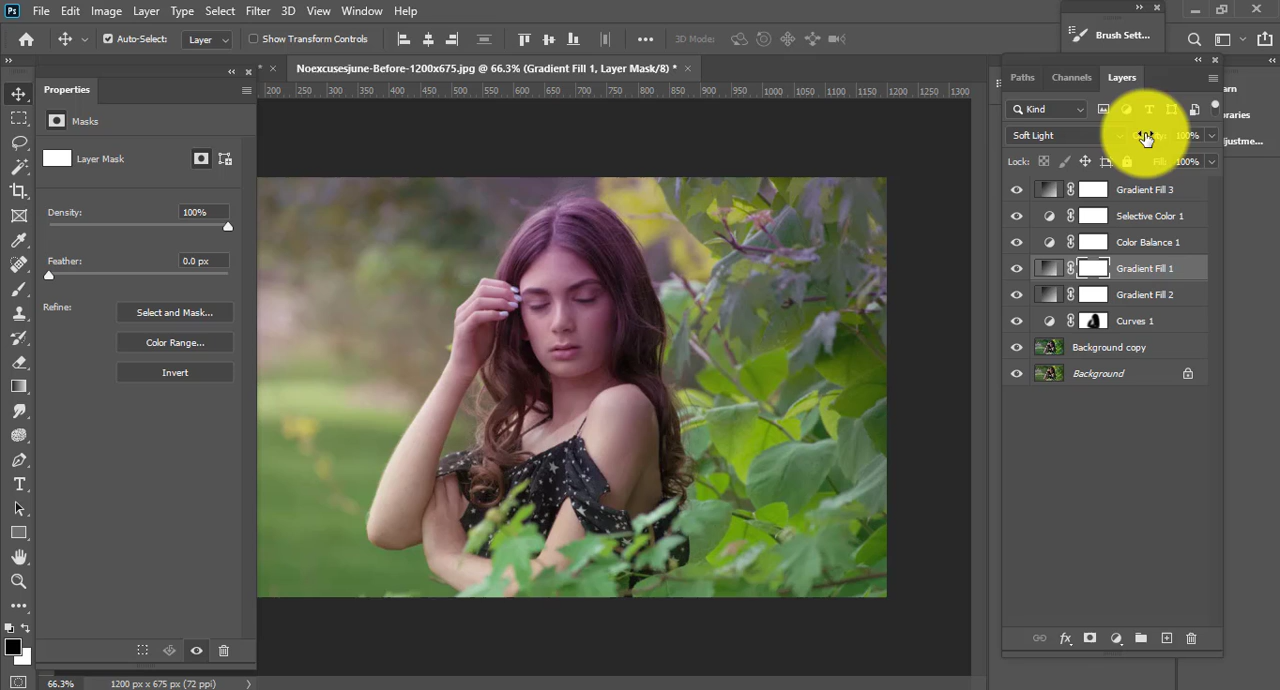 Ps File Edit Image Layer Type Select Filter 3D View Window Help
Auto-Select: Layer Show Transform Controls 3D Mode: Brush Sett...
Properties
Noexcusesjune-Before-1200x675.jpg @ 66.3% (Gradient Fill 1, Layer Mask/8) *
Paths Channels Layers
200 250 300 350 400 450 500 550 600 650 700 750 800 850 900 950 1000 1050 1100 1150 1200 1250 1300
Masks
Kind
Layer Mask
Soft Light 100%
Lock: Fill: 100%
Density: 100%
Feather: 0.0 px
Refine:
Select and Mask...
Color Range...
Invert
Gradient Fill 3
Selective Color 1
Color Balance 1
Gradient Fill 1
Gradient Fill 2
Curves 1
Background copy
Background
66.3% 1200 px x 675 px (72 ppi)